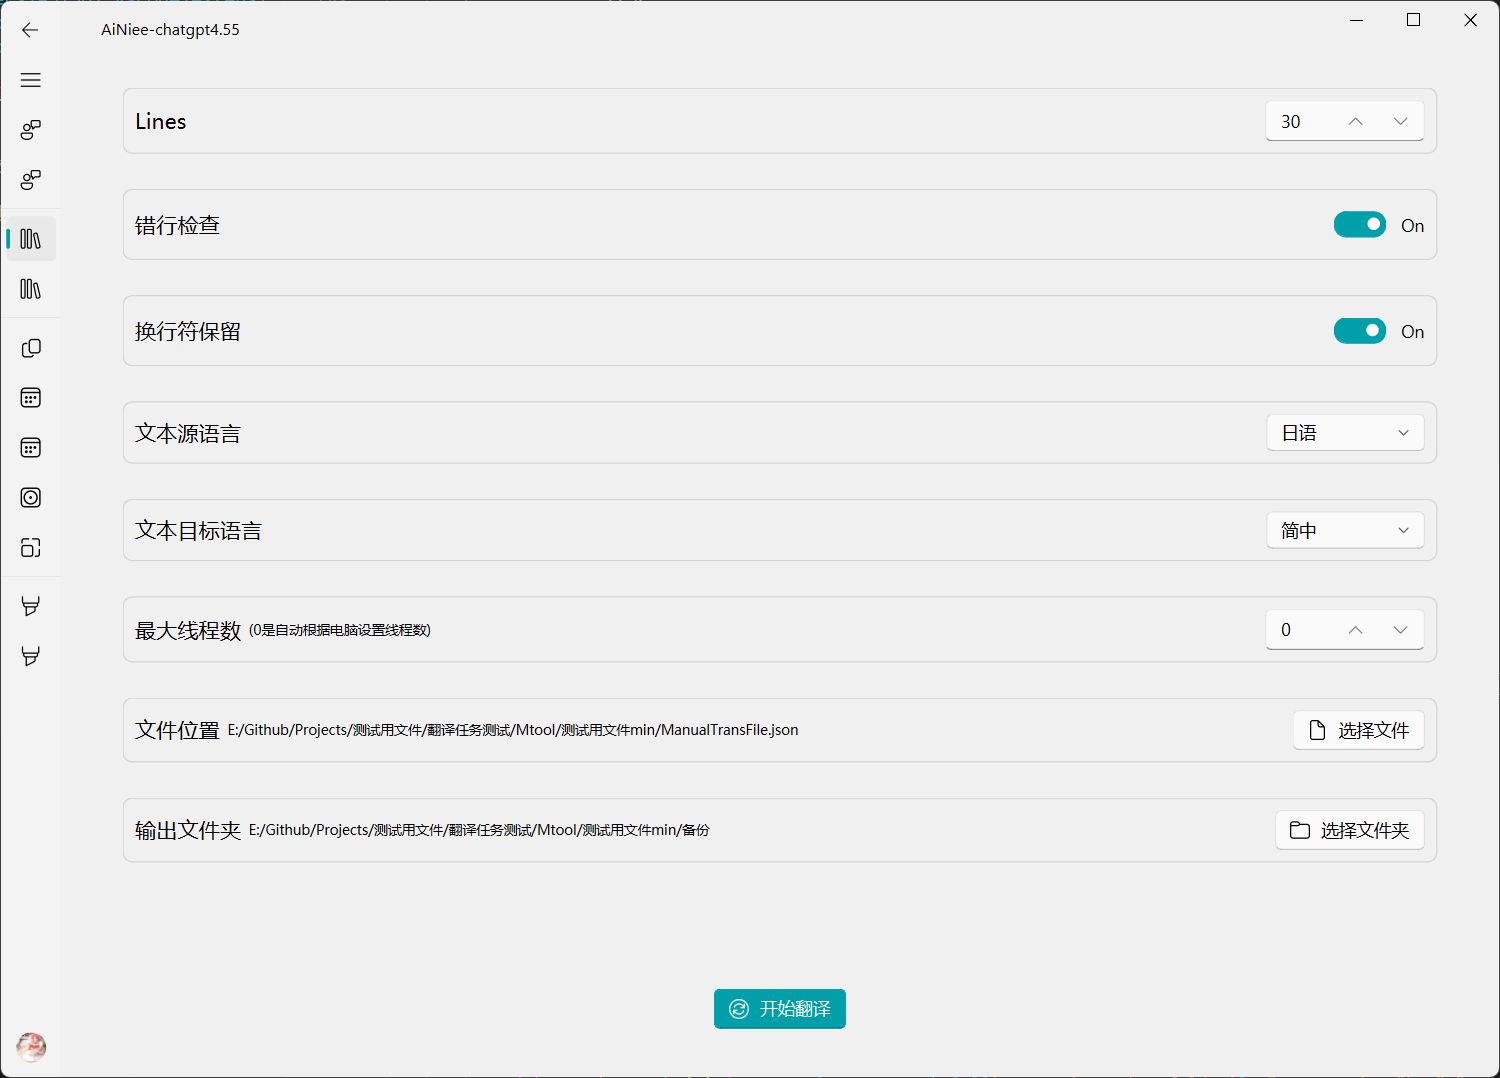 AiNiee-chatgpt4.55
Lines
30
错行检查
On
换行符保留
On
文本源语言
日语
文本目标语言
简中
最大线程数 (0是自动根据电脑设置线程数)
0
文件位置 E:/Github/Projects/测试用文件/翻译任务测试/Mtool/测试用文件min/ManualTransFile.json
选择文件
输出文件夹 E:/Github/Projects/测试用文件/翻译任务测试/Mtool/测试用文件min/备份
选择文件夹
开始翻译